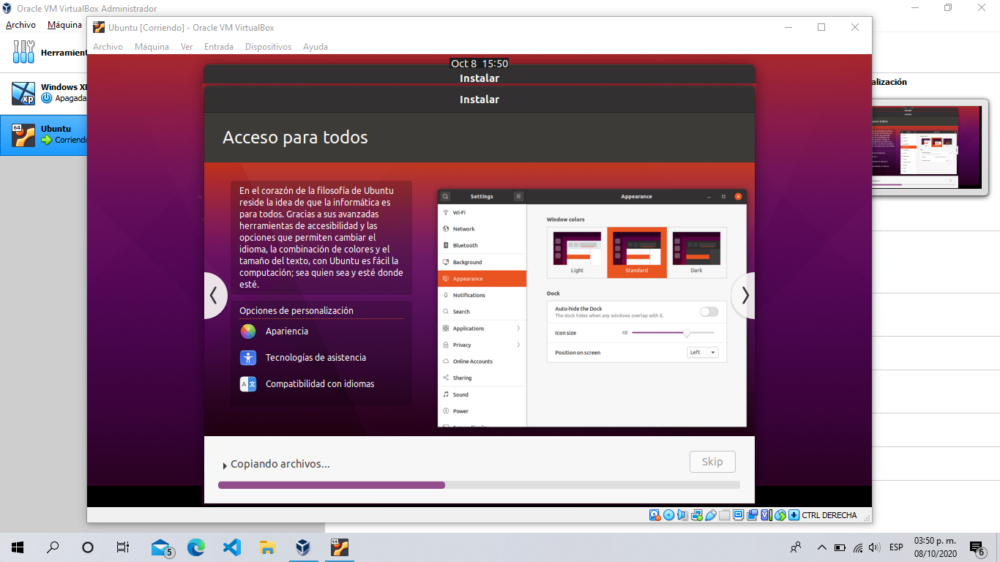 Oracle VM VirtualBox Administrador
Archivo Máquina
Ubuntu [Corriendo] - Oracle VM VirtualBox
Archivo Máquina Ver Entrada Dispositivos Ayuda
Herramient
Windows XP
Apagada
64
Ubuntu
Corriendo
alización
Oct 8 15:50
Instalar
Instalar
Acceso para todos
En el corazón de la filosofía de Ubuntu
reside la idea de que la informática es
para todos. Gracias a sus avanzadas
herramientas de accesibilidad y las
opciones que permiten cambiar el
idioma, la combinación de colores y el
tamaño del texto, con Ubuntu es fácil la
computación; sea quien sea y esté donde
esté.
Opciones de personalización
Apariencia
Tecnologías de asistencia
Compatibilidad con idiomas
Settings
Appearance
Wi-Fi
Network
Bluetooth
Background
Appearance
Notifications
Search
Applications
Privacy
Online Accounts
Sharing
Sound
Power
Window colors
Light Standard Dark
Dock
Auto-hide the Dock
The dock hides when any windows overlap with it.
Icon size 48
Position on screen Left
Copiando archivos...
Skip
CTRL DERECHA
5
ESP
03:50 p. m.
08/10/2020
6